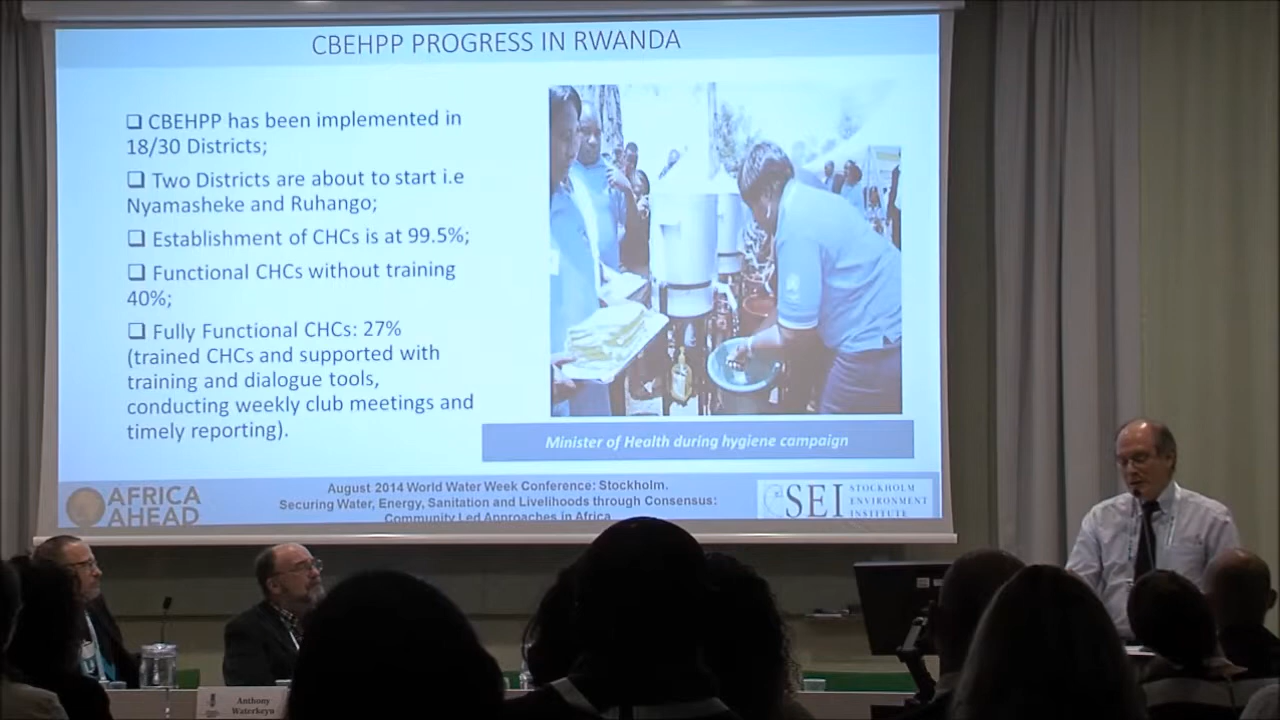 CBEHPP PROGRESS IN RWANDA
❑ CBEHPP has been implemented in
18/30 Districts;
❑ Two Districts are about to start i.e
Nyamasheke and Ruhango;
❑ Establishment of CHCs is at 99.5%;
❑ Functional CHCs without training
40%;
❑ Fully Functional CHCs: 27%
(trained CHCs and supported with
training and dialogue tools,
conducting weekly club meetings and
timely reporting).
Minister of Health during hygiene campaign
AFRICA
AHEAD
August 2014 World Water Week Conference: Stockholm.
Securing Water, Energy, Sanitation and Livelihoods through Consensus:
Community Led Approaches in Africa
SEI STOCKHOLM
ENVIRONMENT
INSTITUTE
Anthony
Waterkeyn